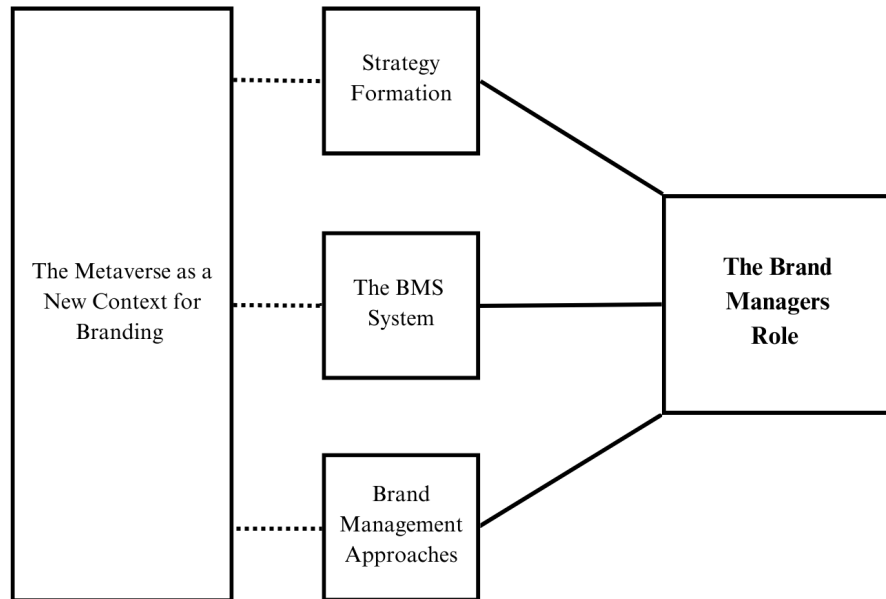 Strategy
Formation
The Metaverse as a
New Context for
Branding
The BMS
System
The Brand
Managers
Role
Brand
Management
Approaches